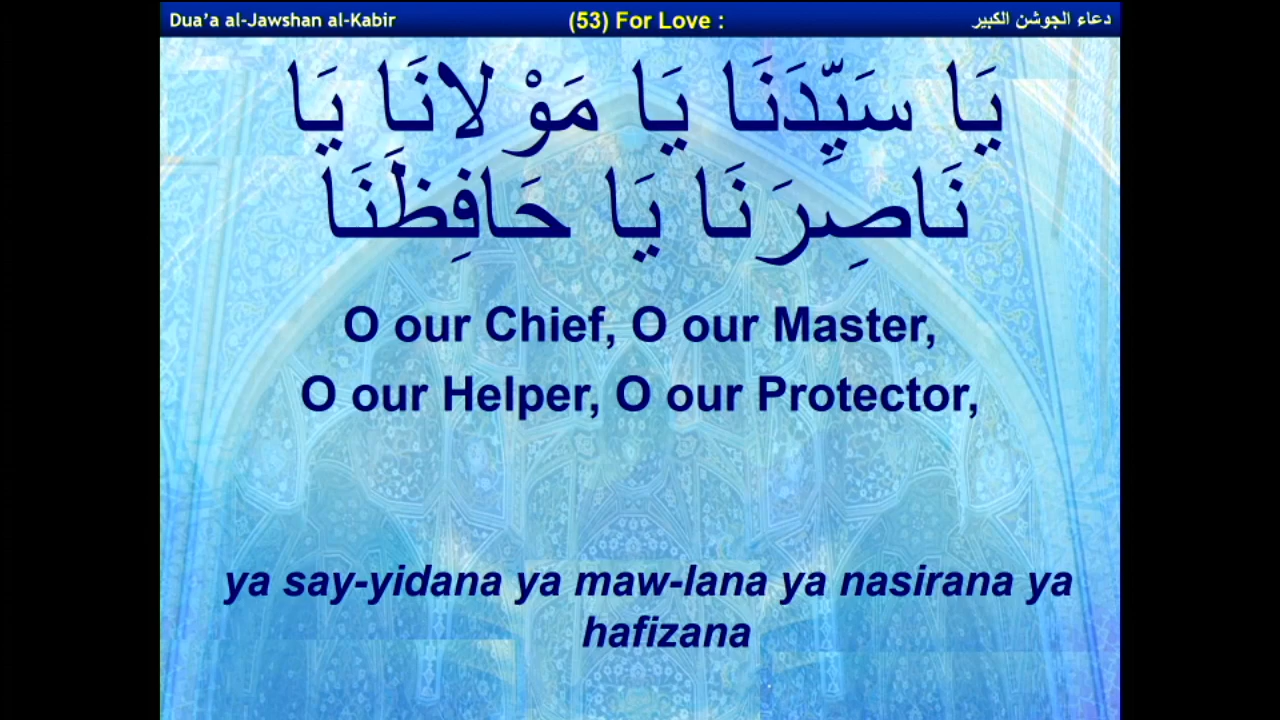 Dua’a al-Jawshan al-Kabir
(53) For Love :
دعاء الجوشن الكبير
يَا سَيِّدَنَا يَا مَوْلانَا يَا
نَاصِرَنَا يَا حَافِظَنَا
O our Chief, O our Master,
O our Helper, O our Protector,
ya say-yidana ya maw-lana ya nasirana ya
hafizana